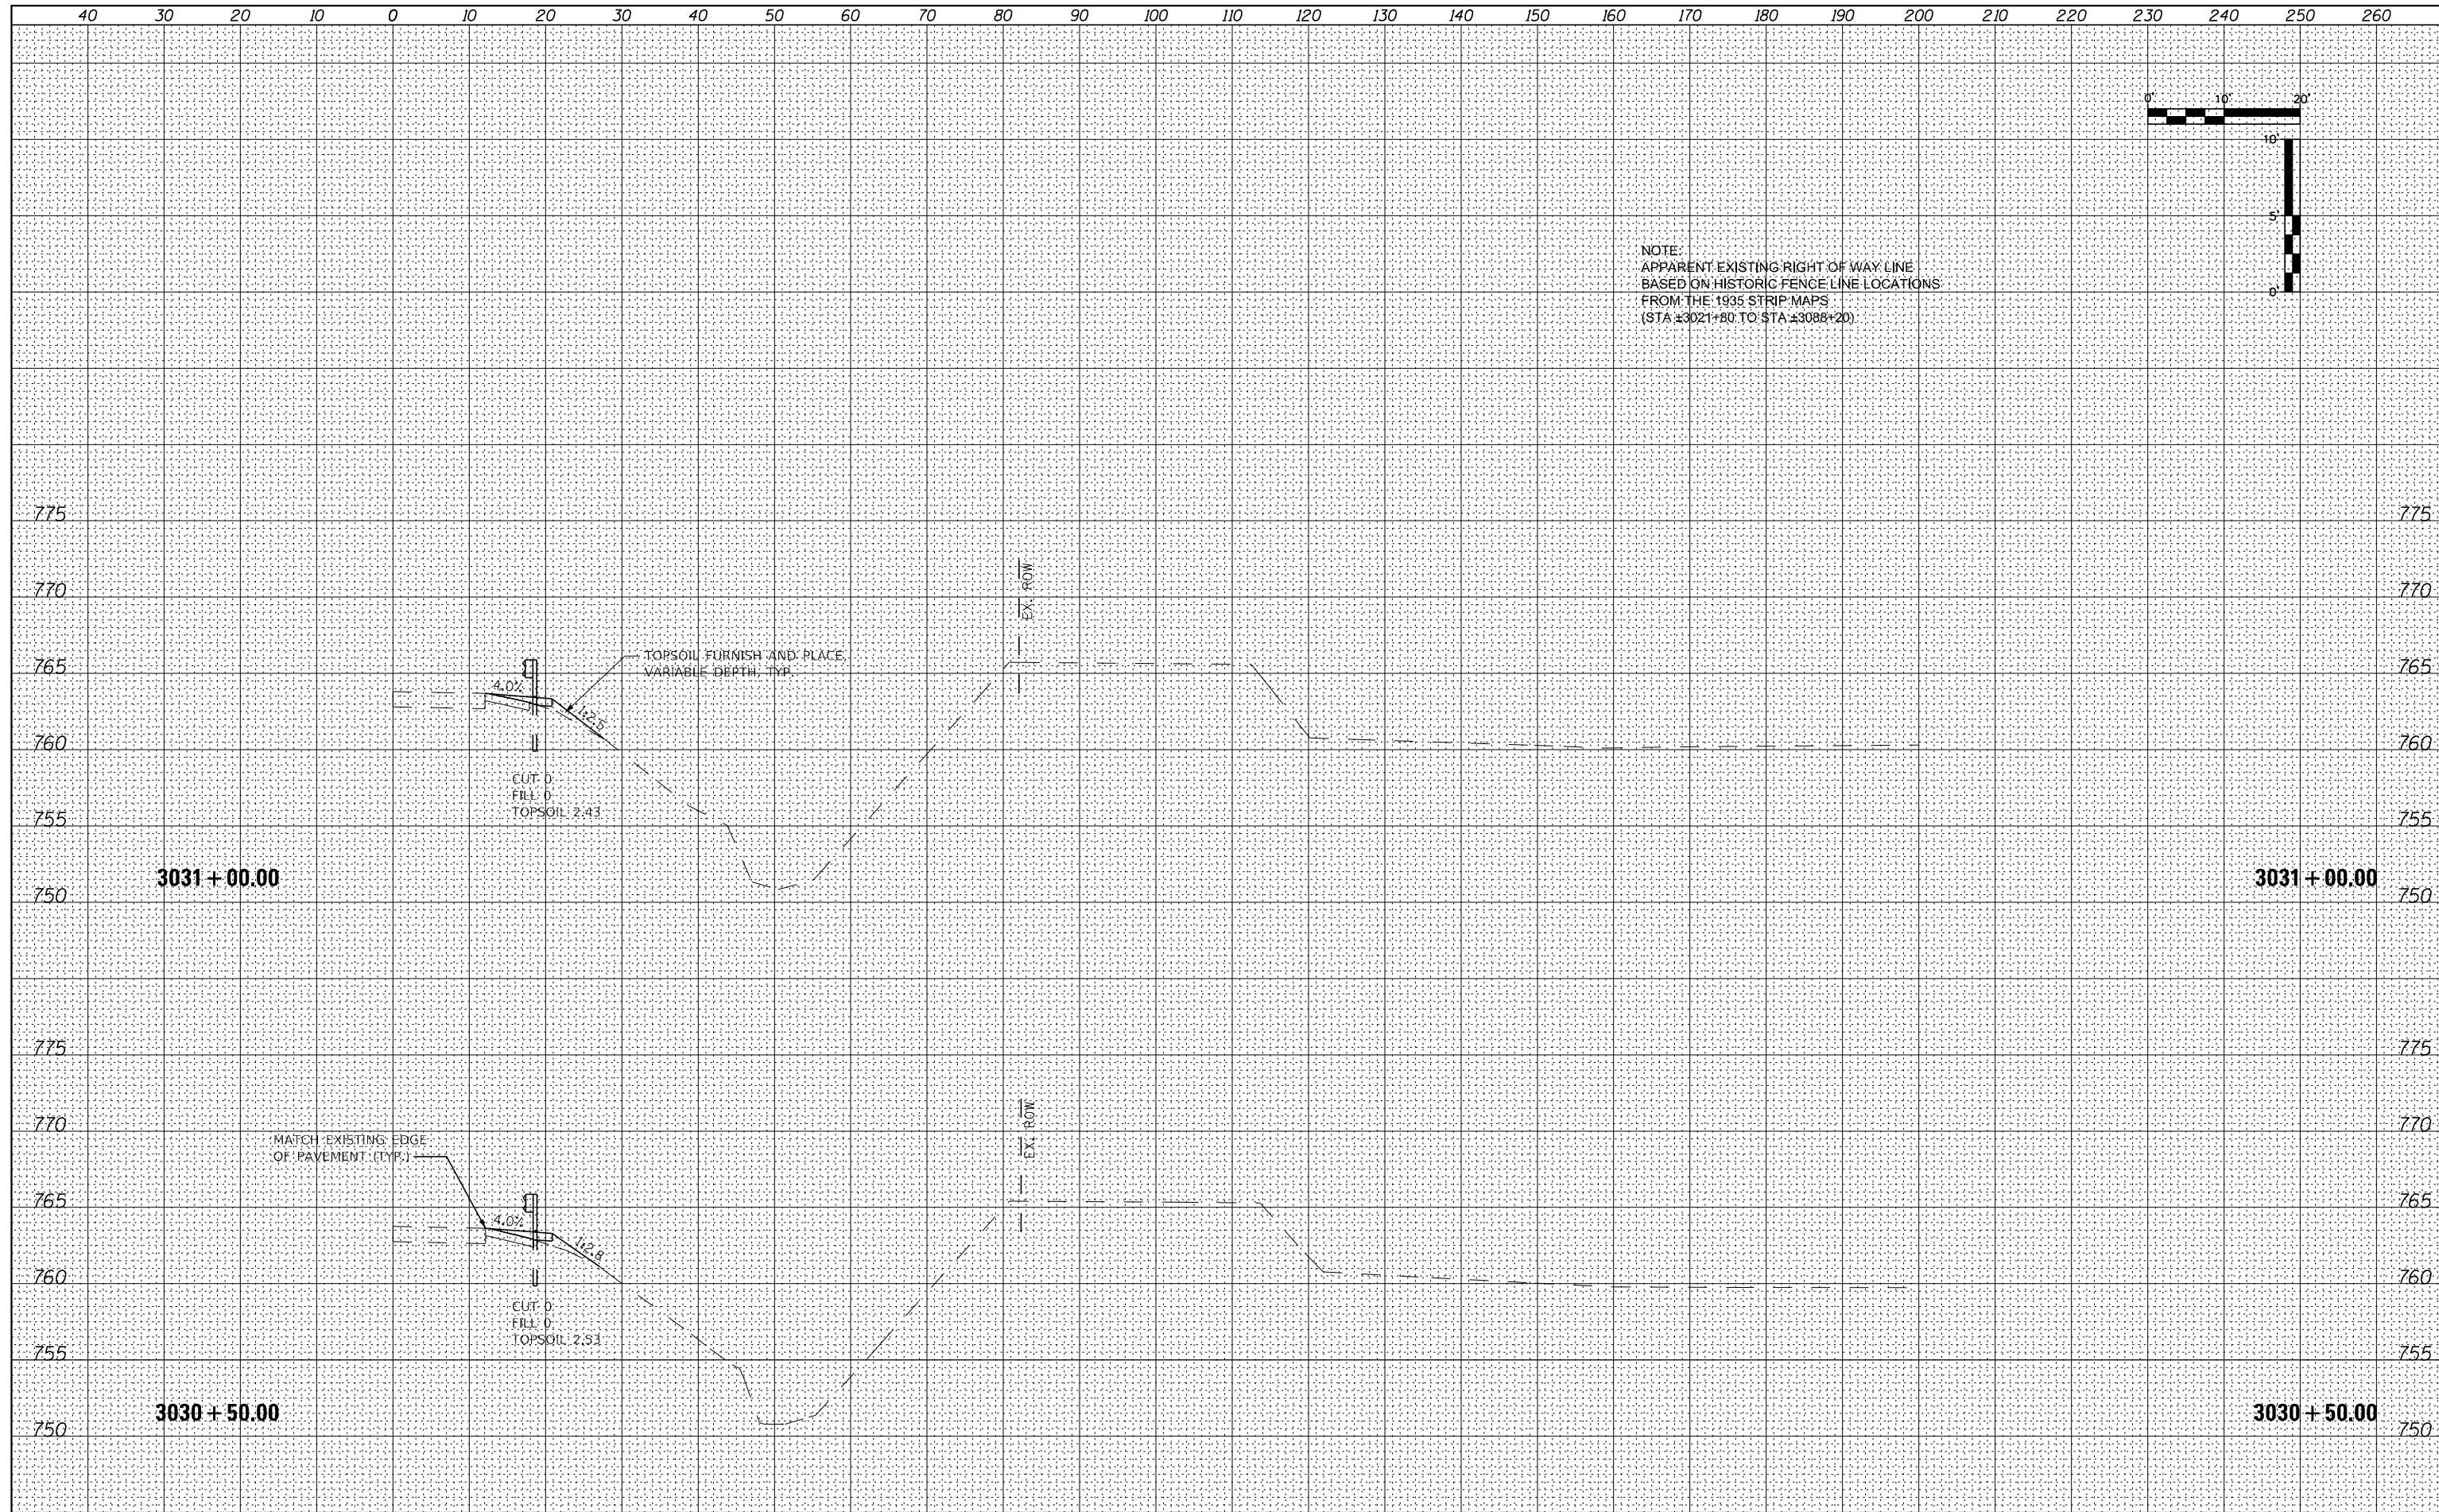 40 30 20 10 0 10 20 30 40 50 60 70 80 90 100 110 120 130 140 150 160 170 180 190 200 210 220 230 240 250 260
0' 10' 20'
10'
5'
0'
NOTE:
APPARENT EXISTING RIGHT OF WAY LINE
BASED ON HISTORIC FENCE LINE LOCATIONS
FROM THE 1935 STRIP MAPS
(STA ±3021+80 TO STA ±3088+20)
775 775
770 770
EX. ROW
765 765
TOPSOIL FURNISH AND PLACE,
VARIABLE DEPTH, TYP.
4.0%
1:2.5
760 760
CUT 0
FILL 0
TOPSOIL 2.43
755 755
3031+00.00 3031+00.00
750 750
775 775
770 770
EX. ROW
MATCH EXISTING EDGE
OF PAVEMENT (TYP.)
765 765
4.0%
1:2.8
760 760
CUT 0
FILL 0
TOPSOIL 2.53
755 755
3030+50.00 3030+50.00
750 750